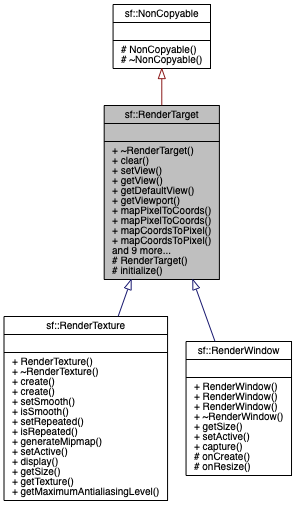 sf::NonCopyable
# NonCopyable()
# ~NonCopyable()
sf::RenderTarget
+ ~RenderTarget()
+ clear()
+ setView()
+ getView()
+ getDefaultView()
+ getViewport()
+ mapPixelToCoords()
+ mapPixelToCoords()
+ mapCoordsToPixel()
+ mapCoordsToPixel()
and 9 more...
# RenderTarget()
# initialize()
sf::RenderTexture
+ RenderTexture()
+ ~RenderTexture()
+ create()
+ create()
+ setSmooth()
+ isSmooth()
+ setRepeated()
+ isRepeated()
+ generateMipmap()
+ setActive()
+ display()
+ getSize()
+ getTexture()
+ getMaximumAntialiasingLevel()
sf::RenderWindow
+ RenderWindow()
+ RenderWindow()
+ RenderWindow()
+ ~RenderWindow()
+ getSize()
+ setActive()
+ capture()
# onCreate()
# onResize()